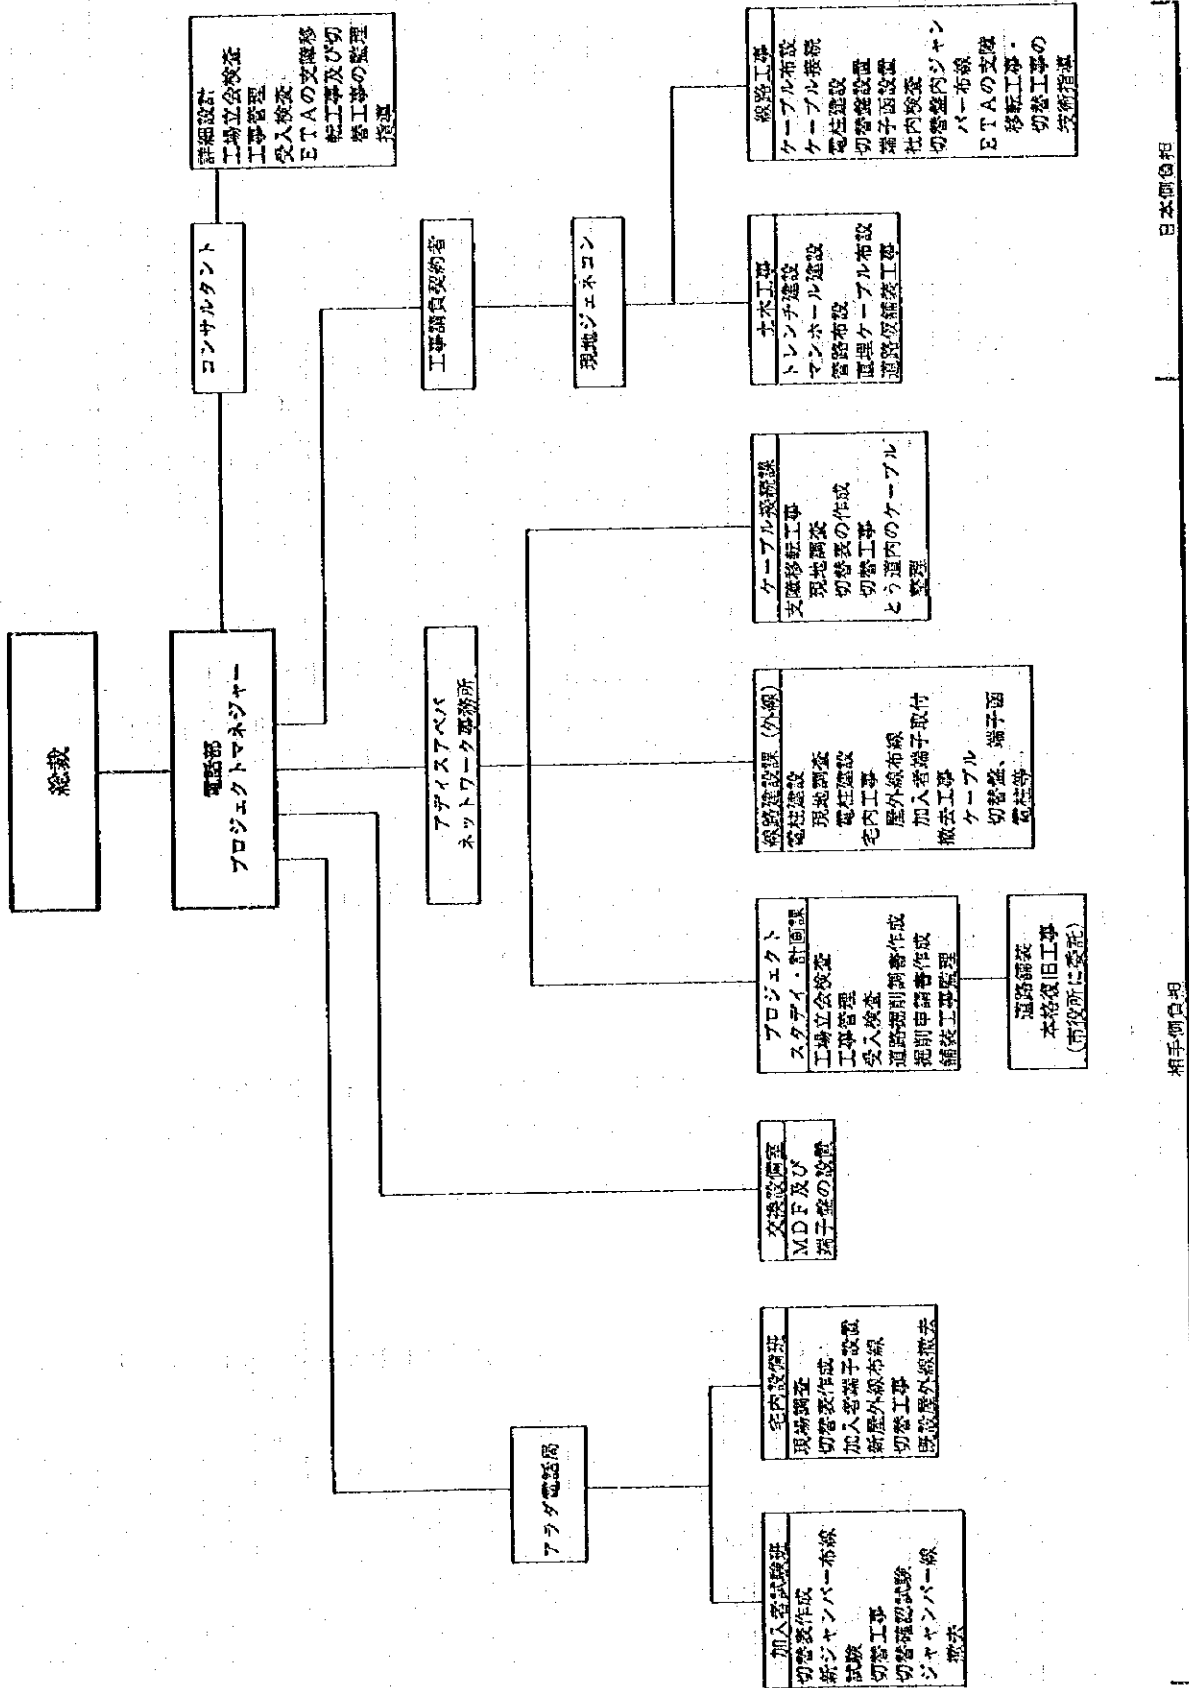 総裁
電話部
プロジェクトマネジャー
コンサルタント
詳細設計
工場立会検査
工事管理
受入検査
ETAの支障移
転工事及び切
替工事の監理
指導
アラダ電話局
アディスアベバ
ネットワーク事務所
工事請負契約者
現地ジェネコン
加入者試験班
切替表作成
新ジャンパー布線
試験
切替工事
切替確認試験
ジャンパー線
撤去
宅内設備班
現場調査
切替表作成
加入者端子設置
新屋外線布線
切替工事
既設屋外線撤去
交換設備室
MDF及び
端子盤の設置
プロジェクト
スタディ・計画課
工場立会検査
工事管理
受入検査
道路掘削調書作成
掘削申請書作成
舗装工事監理
道路舗装
本格復旧工事
(市役所に委託)
線路建設課(外線)
電柱建設
現地調査
電柱建設
宅内工事
屋外線布線
加入者端子取付
撤去工事
ケーブル
切替盤、端子函
電柱等
ケーブル接続課
支障移転工事
現地調査
切替表の作成
切替工事
とう道内のケーブル
整理
土木工事
トレンチ建設
マンホール建設
管路布設
直埋ケーブル布設
道路仮舗装工事
線路工事
ケーブル布設
ケーブル接続
電柱建設
切替盤設置
端子函設置
社内検査
切替盤内ジャン
パー布線
ETAの支障
移転工事・
切替工事の
技術指導
相手側負担
日本側負担